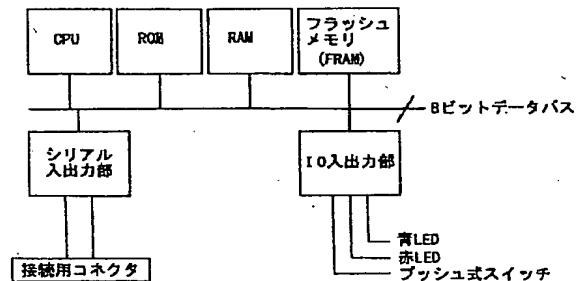 CPU
ROM
RAM
フラッシュ
メモリ
(FRAM)
8ビットデータバス
シリアル
入出力部
IO入出力部
青LED
赤LED
プッシュ式スイッチ
接続用コネクタ